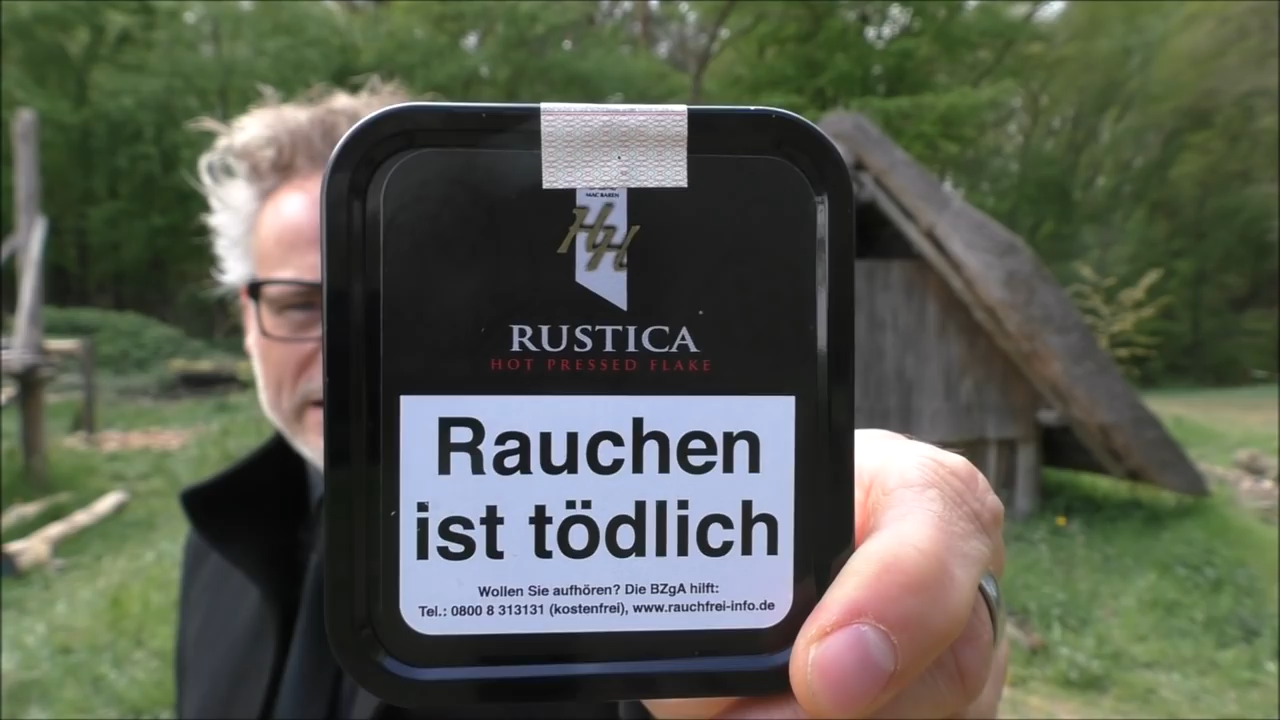 MAC BAREN
HH
RUSTICA
HOT PRESSED FLAKE
Rauchen
ist tödlich
Wollen Sie aufhören? Die BZgA hilft:
Tel.: 0800 8 313131 (kostenfrei), www.rauchfrei-info.de